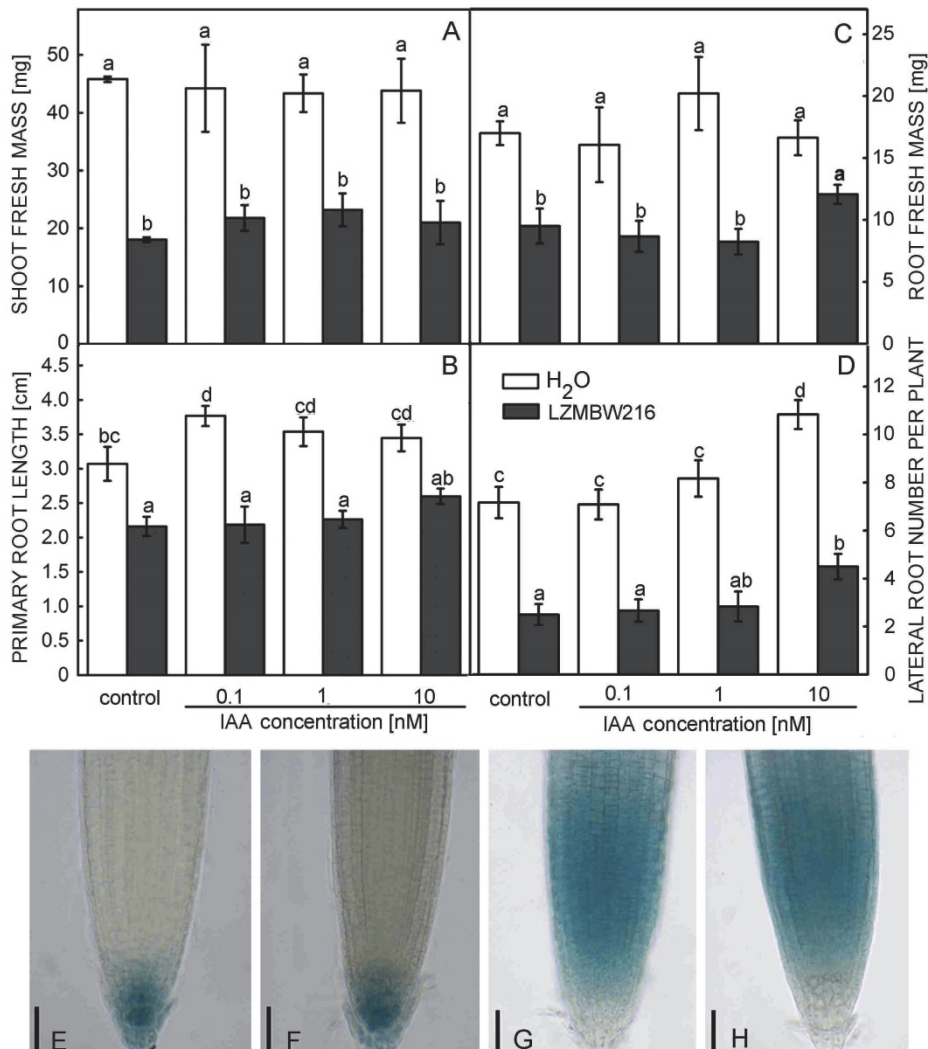 A
SHOOT FRESH MASS [mg]
50
40
30
20
10
0
a a a a
b b b b
C
ROOT FRESH MASS [mg]
25
20
15
10
5
0
a a a a
b b b a
B
PRIMARY ROOT LENGTH [cm]
4.5
4.0
3.5
3.0
2.5
2.0
1.5
1.0
0.5
0
bc d cd cd
a a a ab
control 0.1 1 10
IAA concentration [nM]
D
H₂O
LZMBW216
LATERAL ROOT NUMBER PER PLANT
12
10
8
6
4
2
0
c c c d
a a ab b
control 0.1 1 10
IAA concentration [nM]
E F G H